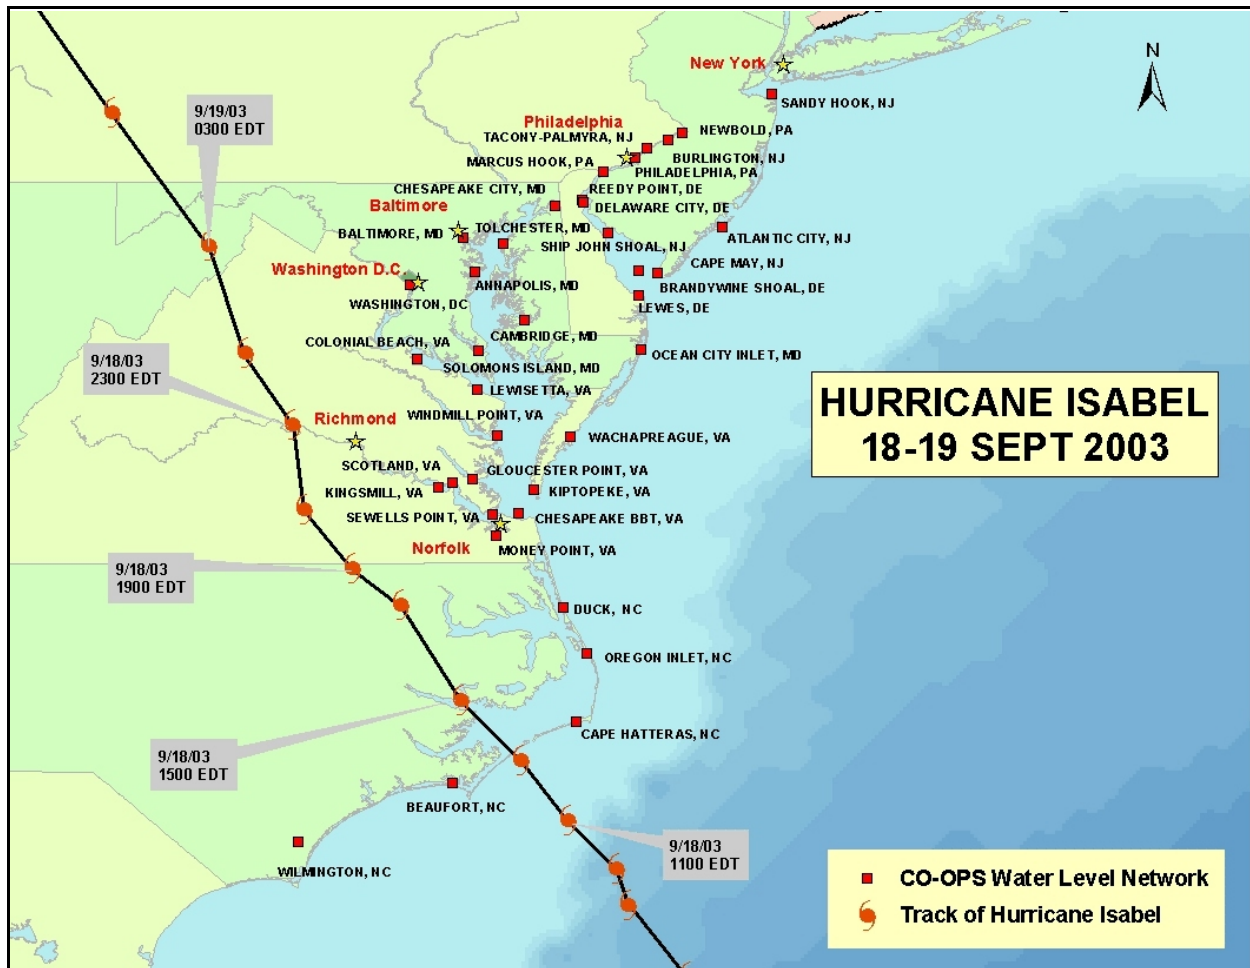 N
New York
SANDY HOOK, NJ
9/19/03
0300 EDT
Philadelphia
TACONY-PALMYRA, NJ
NEWBOLD, PA
MARCUS HOOK, PA
BURLINGTON, NJ
PHILADELPHIA, PA
CHESAPEAKE CITY, MD
REEDY POINT, DE
Baltimore
DELAWARE CITY, DE
BALTIMORE, MD
TOLCHESTER, MD
SHIP JOHN SHOAL, NJ
ATLANTIC CITY, NJ
Washington D.C.
CAPE MAY, NJ
ANNAPOLIS, MD
BRANDYWINE SHOAL, DE
WASHINGTON, DC
LEWES, DE
CAMBRIDGE, MD
COLONIAL BEACH, VA
OCEAN CITY INLET, MD
9/18/03
2300 EDT
SOLOMONS ISLAND, MD
LEWISETTA, VA
HURRICANE ISABEL
18-19 SEPT 2003
Richmond
WINDMILL POINT, VA
WACHAPREAGUE, VA
SCOTLAND, VA
GLOUCESTER POINT, VA
KINGSMILL, VA
KIPTOPEKE, VA
SEWELLS POINT, VA
CHESAPEAKE BBT, VA
Norfolk
MONEY POINT, VA
9/18/03
1900 EDT
DUCK, NC
OREGON INLET, NC
CAPE HATTERAS, NC
9/18/03
1500 EDT
BEAUFORT, NC
9/18/03
1100 EDT
WILMINGTON, NC
CO-OPS Water Level Network
Track of Hurricane Isabel